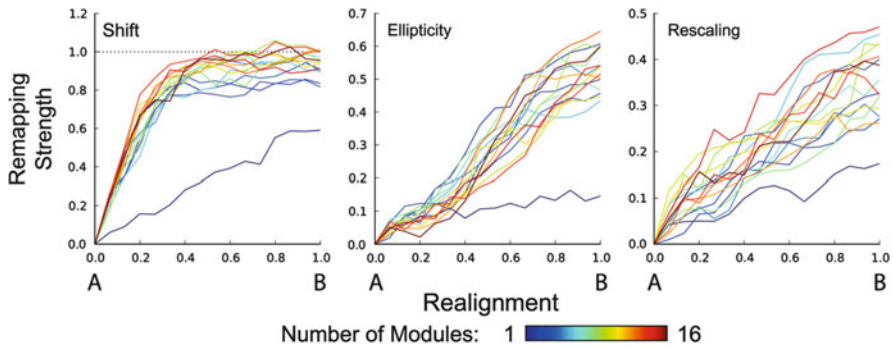 Shift
Ellipticity
Rescaling
Remapping
Strength
1.2
1.0
0.8
0.6
0.4
0.2
0.0
0.7
0.6
0.5
0.4
0.3
0.2
0.1
0.0
0.5
0.4
0.3
0.2
0.1
0.0
0.0 0.2 0.4 0.6 0.8 1.0
0.0 0.2 0.4 0.6 0.8 1.0
0.0 0.2 0.4 0.6 0.8 1.0
A B A B A B
Realignment
Number of Modules: 1 16